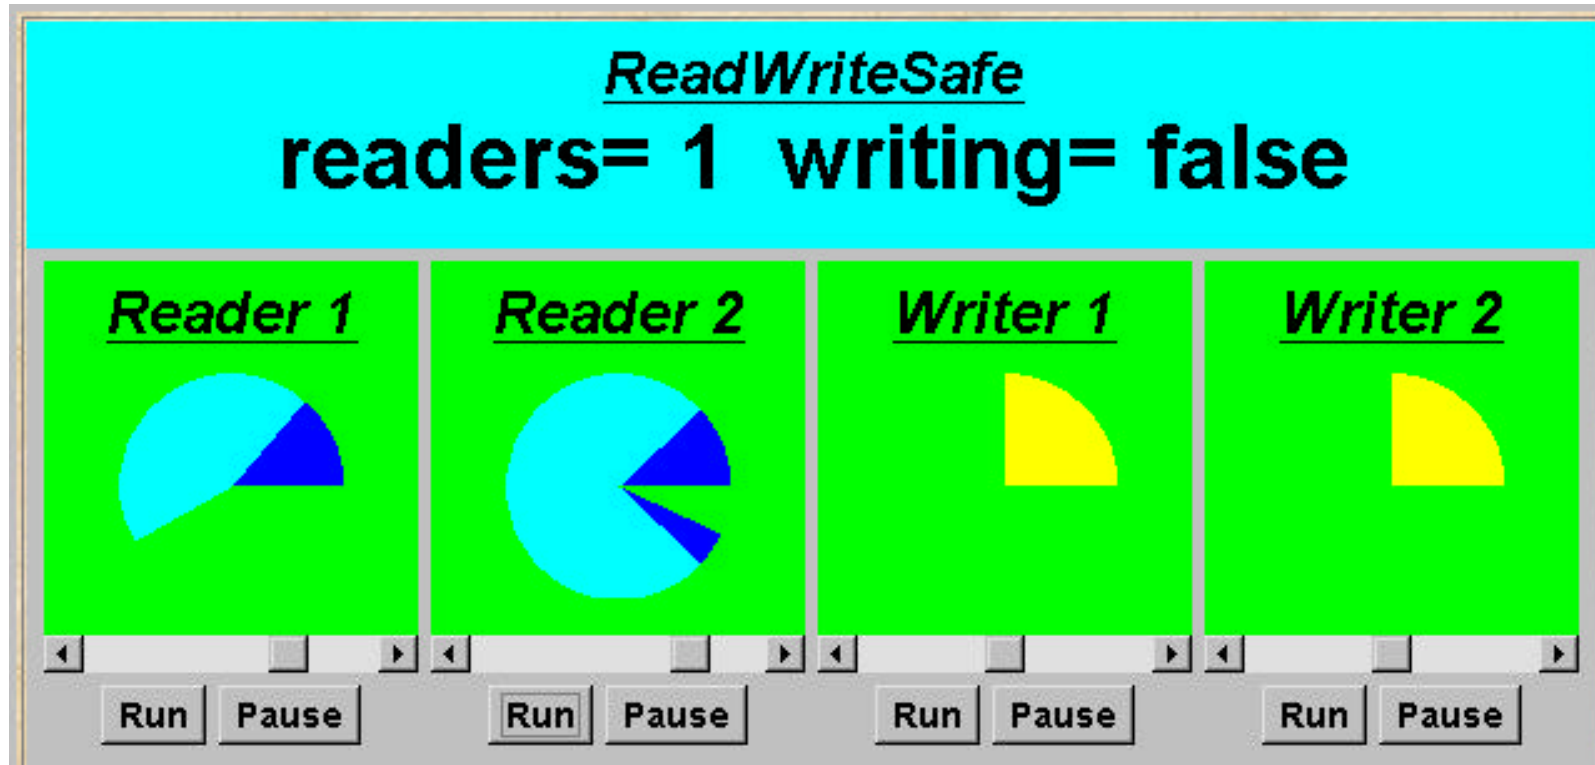 ReadWriteSafe
readers= 1 writing= false
Reader 1
Reader 2
Writer 1
Writer 2
Run
Pause
Run
Pause
Run
Pause
Run
Pause